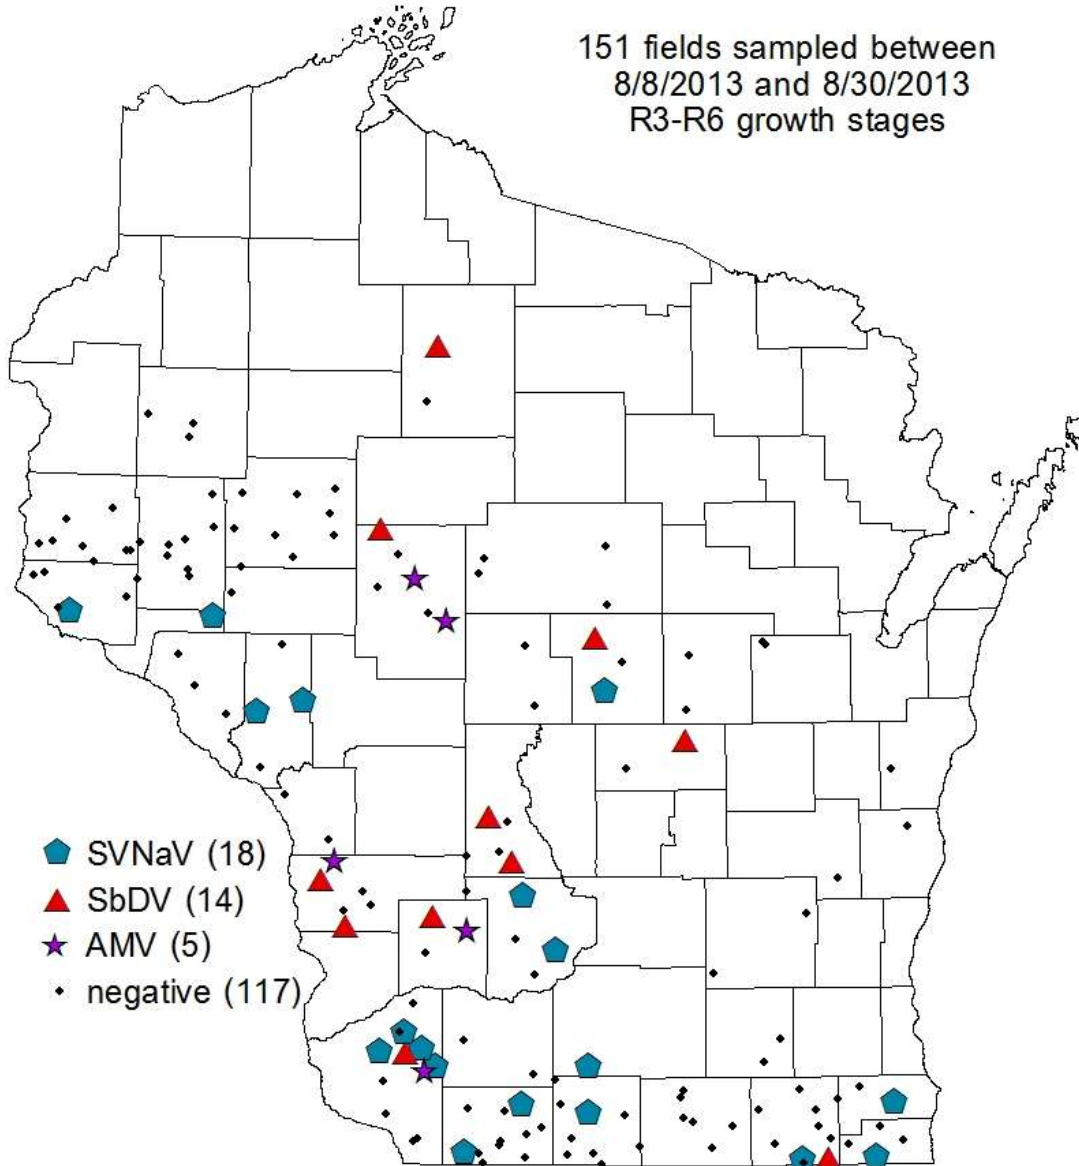 151 fields sampled between
8/8/2013 and 8/30/2013
R3-R6 growth stages
SVNaV (18)
SbDV (14)
AMV (5)
negative (117)